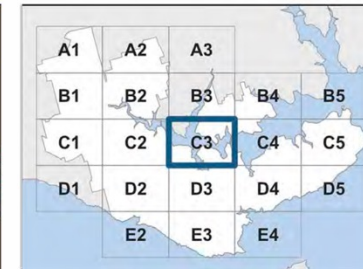 A1 A2 A3
B1 B2 B3 B4 B5
C1 C2 C3 C4 C5
D1 D2 D3 D4 D5
E2 E3 E4